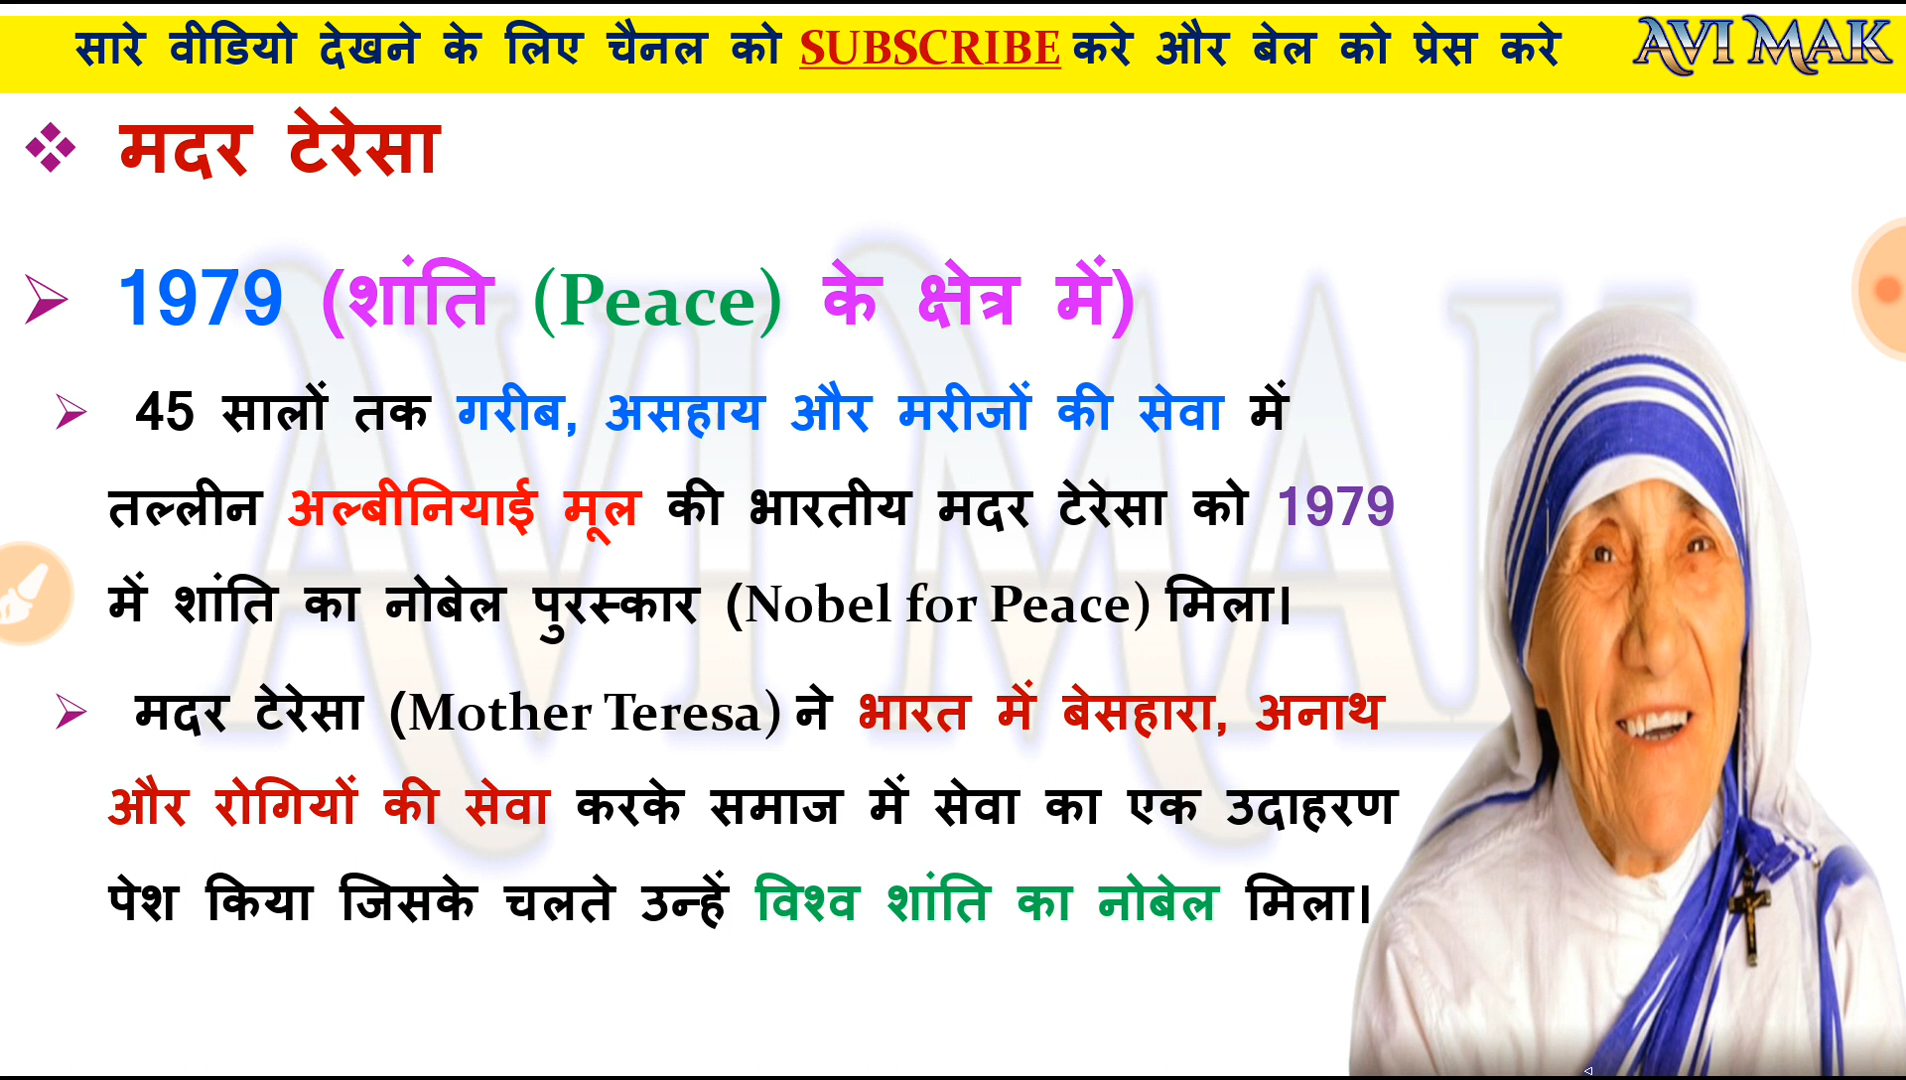 सारे वीडियो देखने के लिए चैनल को SUBSCRIBE करे और बेल को प्रेस करे AVI MAK
मदर टेरेसा
1979 (शांति (Peace) के क्षेत्र में)
45 सालों तक गरीब, असहाय और मरीजों की सेवा में
तल्लीन अल्बीनियाई मूल की भारतीय मदर टेरेसा को 1979
में शांति का नोबेल पुरस्कार (Nobel for Peace) मिला।
मदर टेरेसा (Mother Teresa) ने भारत में बेसहारा, अनाथ
और रोगियों की सेवा करके समाज में सेवा का एक उदाहरण
पेश किया जिसके चलते उन्हें विश्व शांति का नोबेल मिला।
AVI MAK